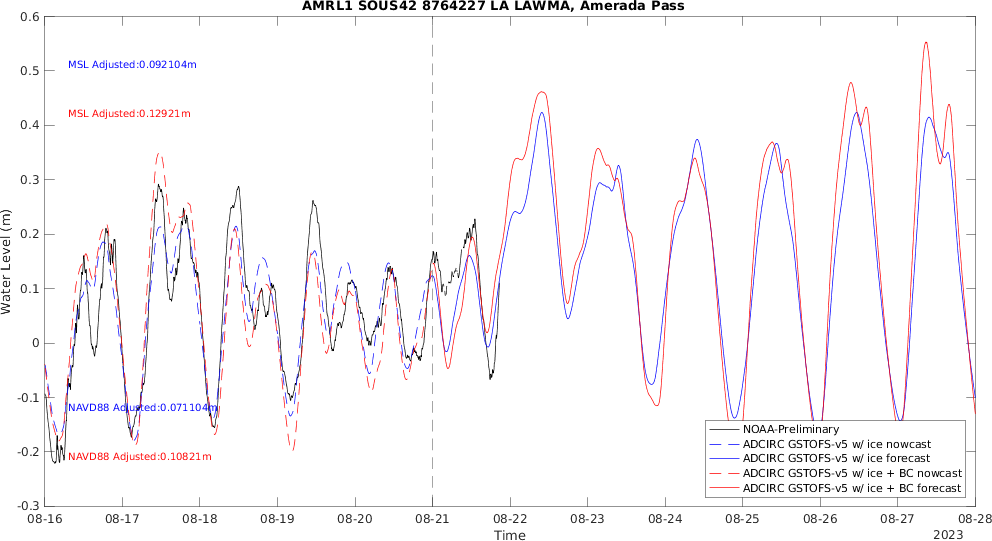 AMRL1 SOUS42 8764227 LA LAWMA, Amerada Pass
Water Level (m)
0.6
0.5
0.4
0.3
0.2
0.1
0
-0.1
-0.2
-0.3
MSL Adjusted:0.092104m
MSL Adjusted:0.12921m
NAVD88 Adjusted:0.071104m
NAVD88 Adjusted:0.10821m
NOAA-Preliminary
ADCIRC GSTOFS-v5 w/ ice nowcast
ADCIRC GSTOFS-v5 w/ ice forecast
ADCIRC GSTOFS-v5 w/ ice + BC nowcast
ADCIRC GSTOFS-v5 w/ ice + BC forecast
08-16 08-17 08-18 08-19 08-20 08-21 08-22 08-23 08-24 08-25 08-26 08-27 08-28
Time
2023